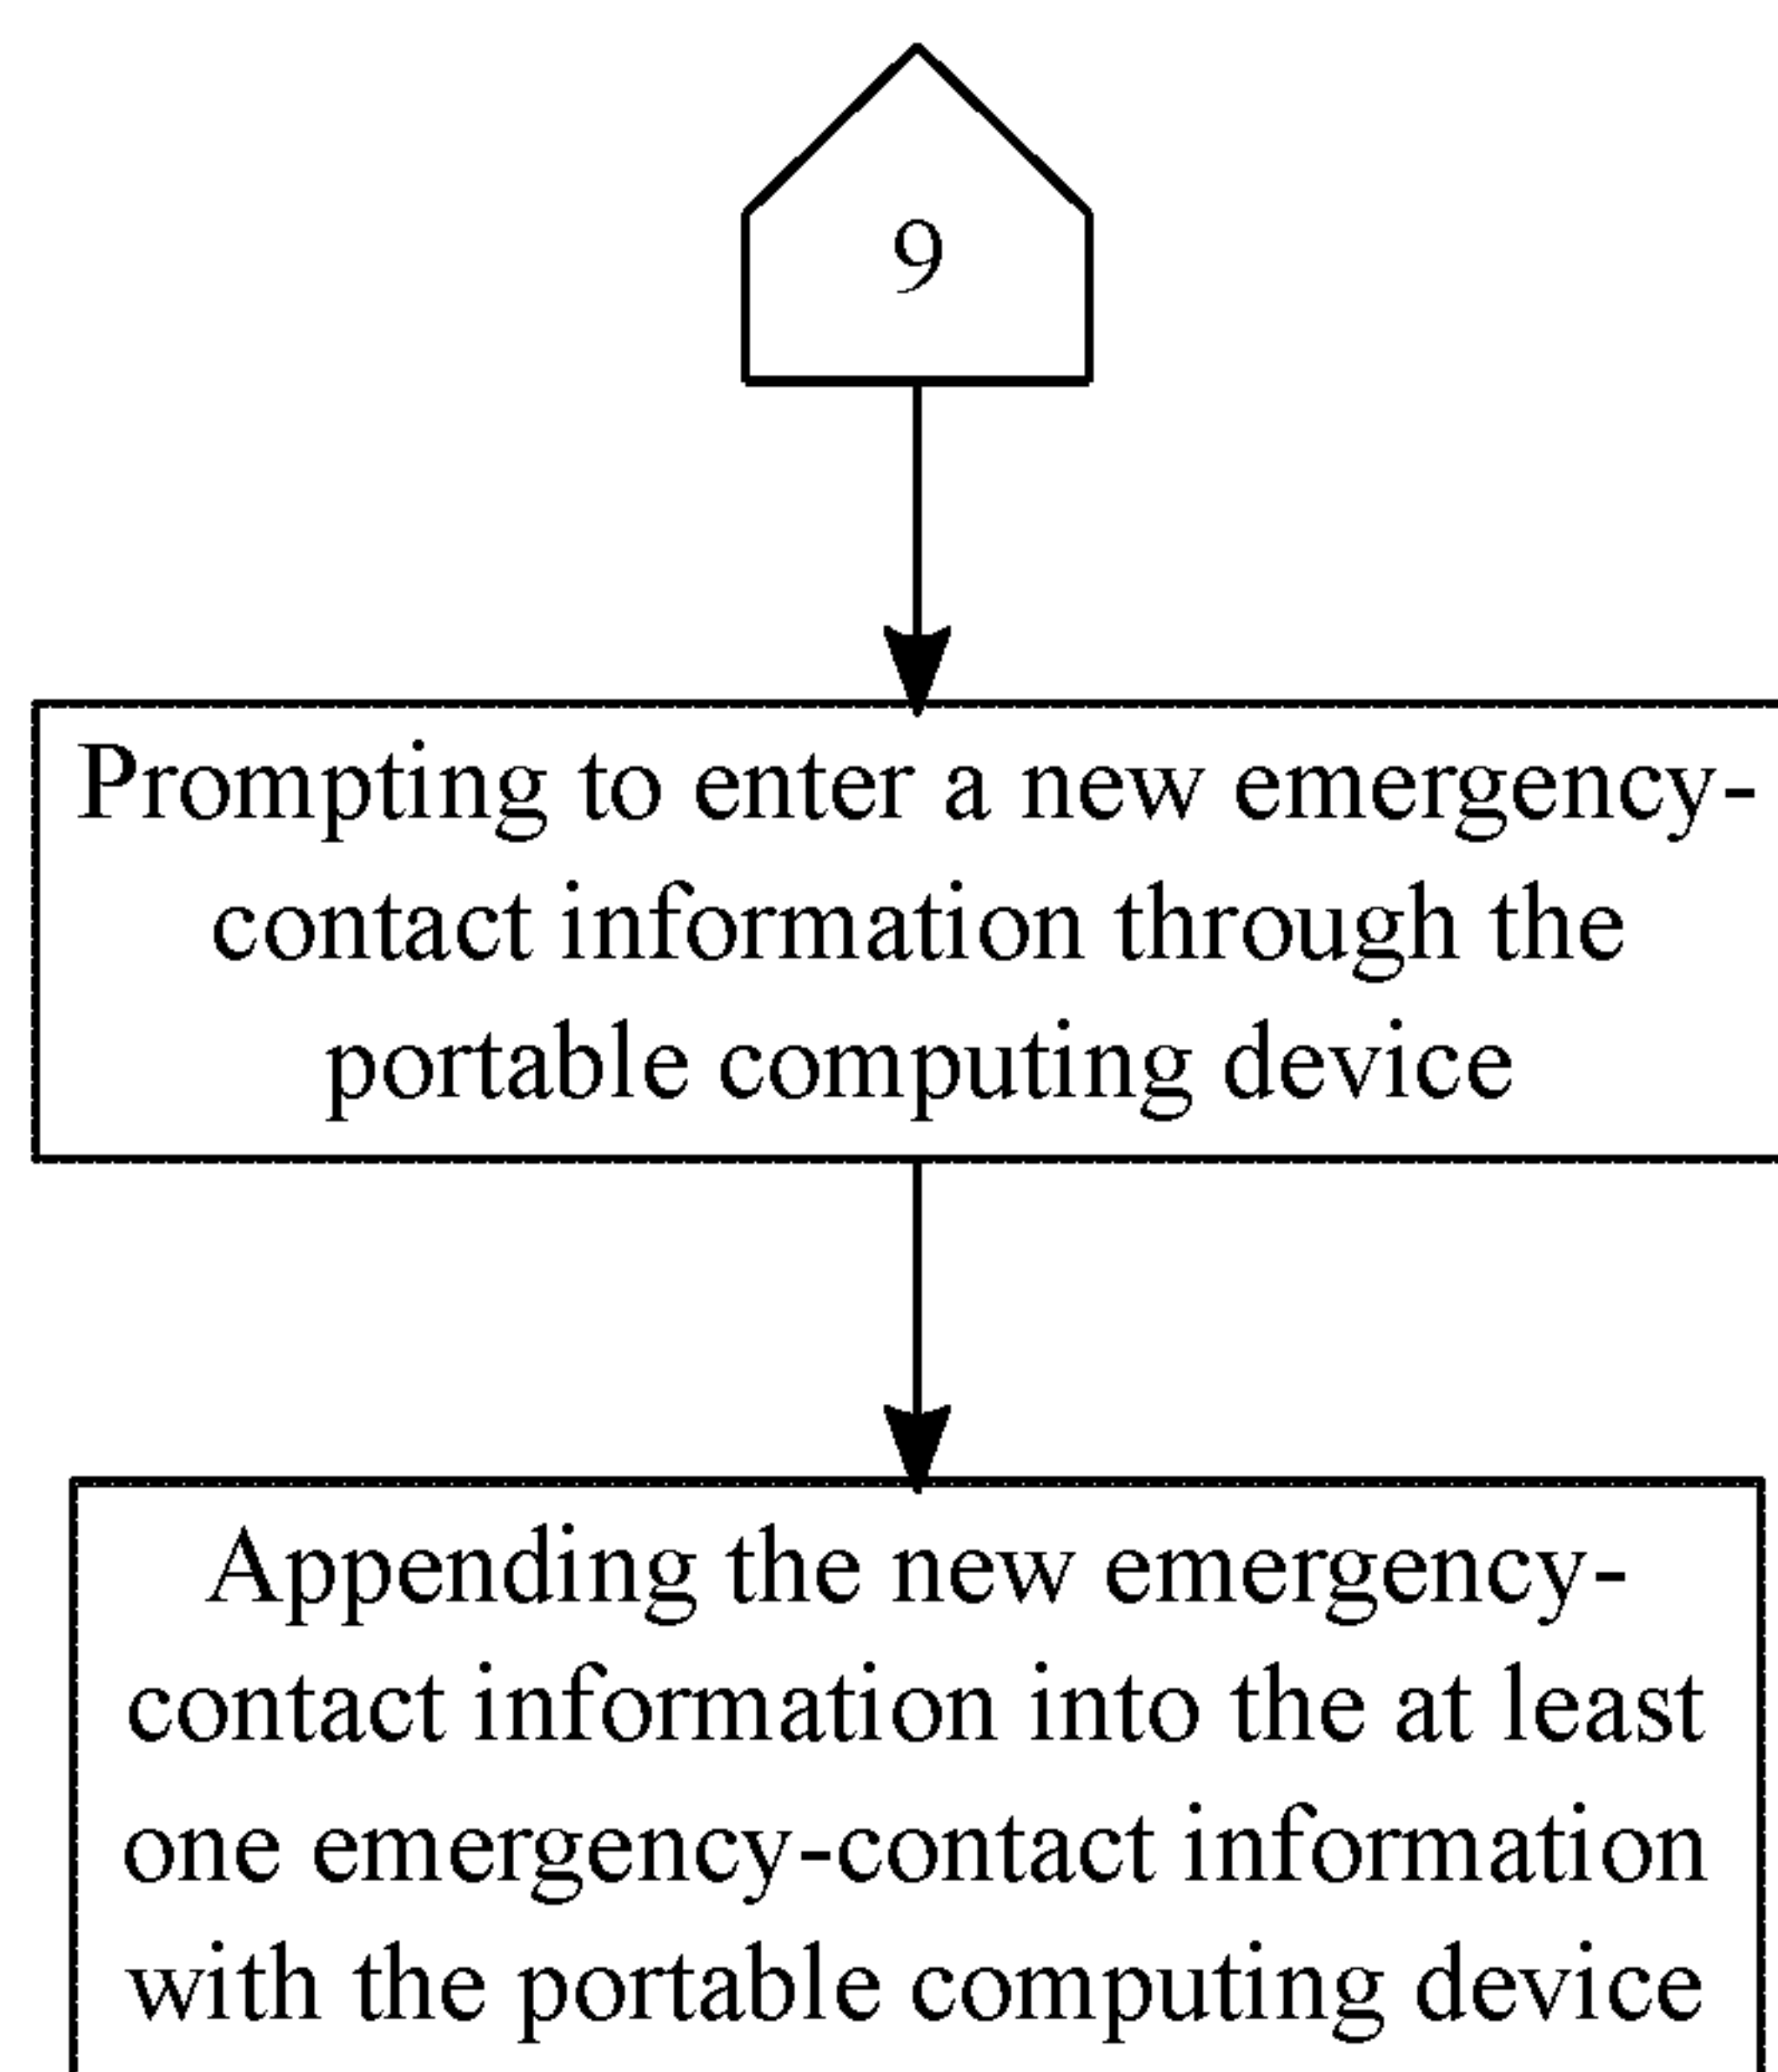 9
Prompting to enter a new emergency-
contact information through the
portable computing device
Appending the new emergency-
contact information into the at least
one emergency-contact information
with the portable computing device